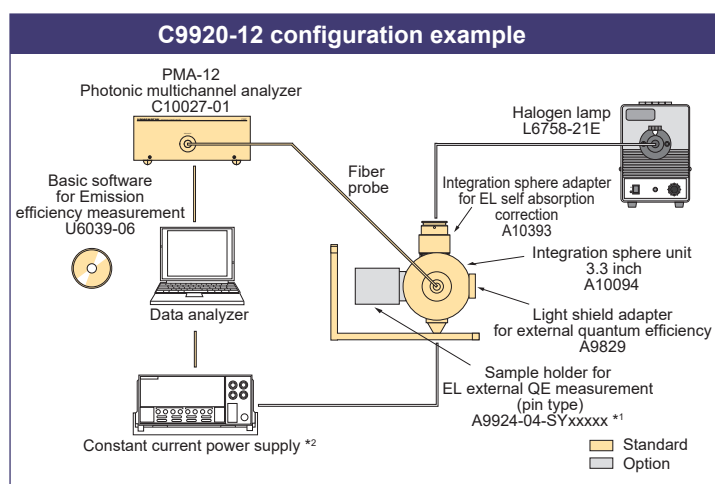 C9920-12 configuration example
PMA-12
Photonic multichannel analyzer
C10027-01
Halogen lamp
L6758-21E
Fiber
probe
Basic software
for Emission
efficiency measurement
U6039-06
Integration sphere adapter
for EL self absorption
correction
A10393
Integration sphere unit
3.3 inch
A10094
Data analyzer
Light shield adapter
for external quantum efficiency
A9829
Sample holder for
EL external QE measurement
(pin type)
A9924-04-SYxxxxx *1
Constant current power supply *2
Standard
Option